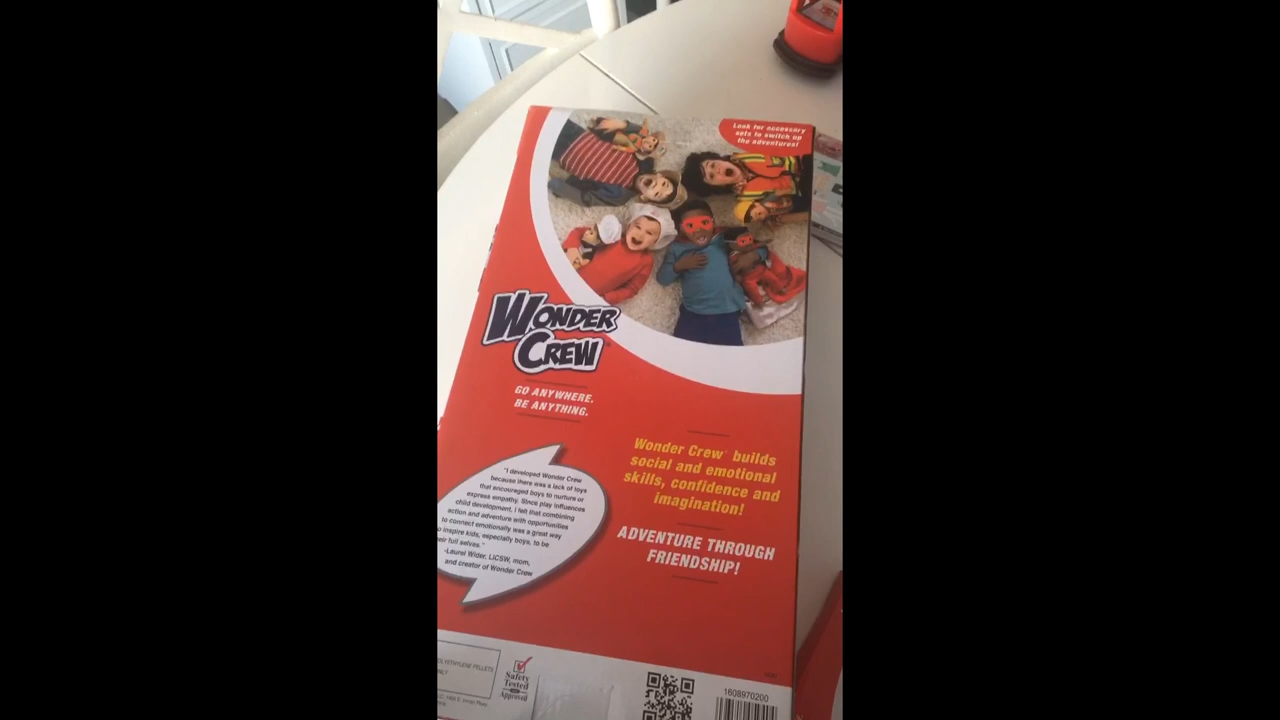 Look for accessory
sets to switch up
the adventures!
WONDER
CREW
GO ANYWHERE.
BE ANYTHING.
Wonder Crew® builds
social and emotional
skills, confidence and
imagination!
ADVENTURE THROUGH
FRIENDSHIP!
"I developed Wonder Crew
because there was a lack of toys
that encouraged boys to nurture or
express empathy. Since play influences
child development, I felt that combining
action and adventure with opportunities
to connect emotionally was a great way
to inspire kids, especially boys, to be
their full selves."
-Laurel Wider, LICSW, mom,
and creator of Wonder Crew
PELLETS
Safety
Tested
Approved
1608970200